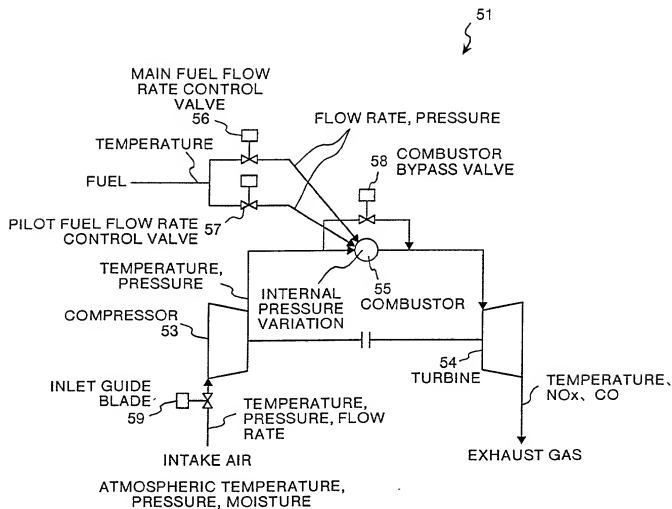 51
MAIN FUEL FLOW
RATE CONTROL
VALVE
56
FLOW RATE, PRESSURE
TEMPERATURE
58
COMBUSTOR
BYPASS VALVE
FUEL
PILOT FUEL FLOW RATE
CONTROL VALVE
57
TEMPERATURE,
PRESSURE
INTERNAL
PRESSURE
VARIATION
55
COMBUSTOR
COMPRESSOR
53
54
TURBINE
INLET GUIDE
BLADE
59
TEMPERATURE,
PRESSURE, FLOW
RATE
TEMPERATURE、
NOx、CO
INTAKE AIR
EXHAUST GAS
ATMOSPHERIC TEMPERATURE,
PRESSURE, MOISTURE